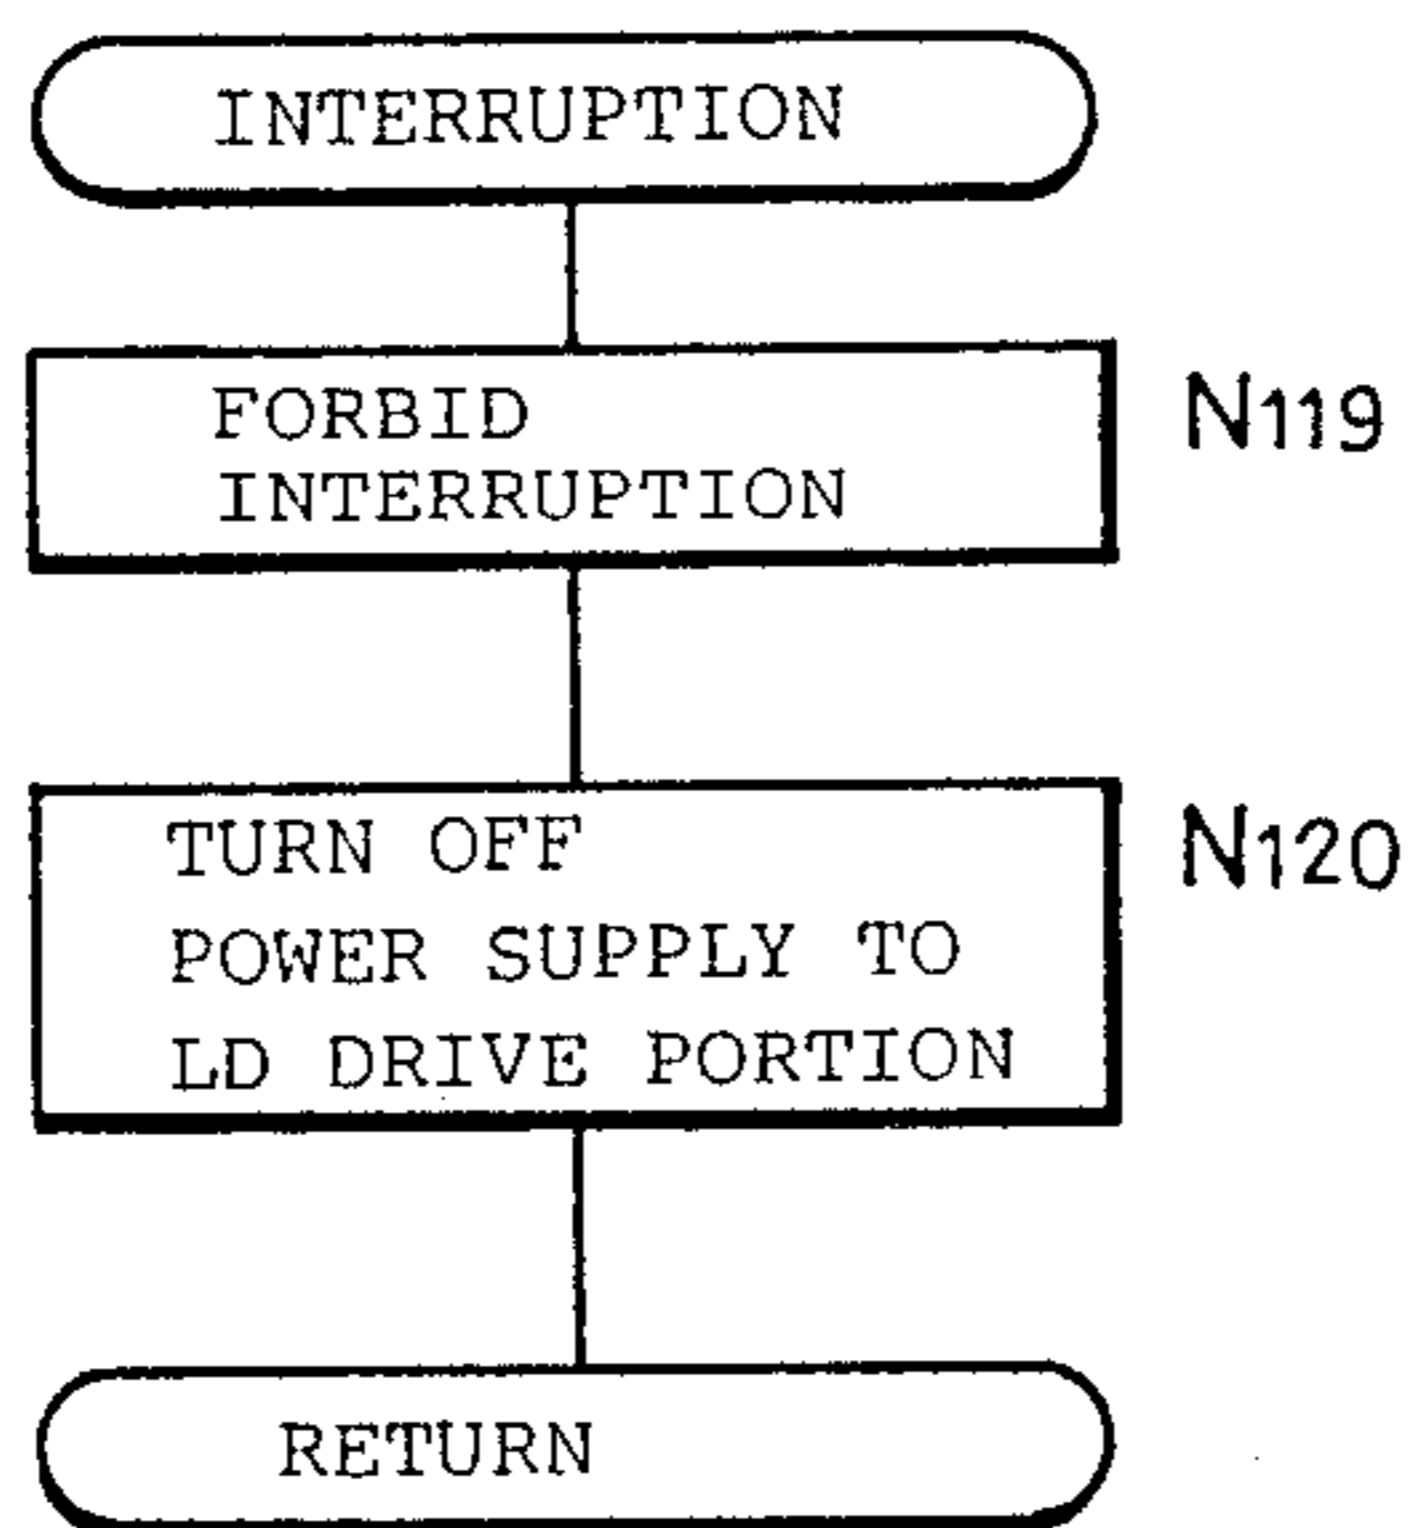 INTERRUPTION
FORBID
INTERRUPTION
N119
TURN OFF
POWER SUPPLY TO
LD DRIVE PORTION
N120
RETURN